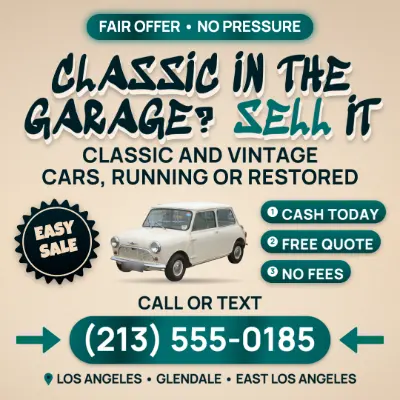 FAIR OFFER • NO PRESSURE
CLASSIC IN THE
GARAGE? SELL IT
CLASSIC AND VINTAGE
CARS, RUNNING OR RESTORED
EASY
SALE
1 CASH TODAY
2 FREE QUOTE
3 NO FEES
CALL OR TEXT
(213) 555-0185
LOS ANGELES • GLENDALE • EAST LOS ANGELES